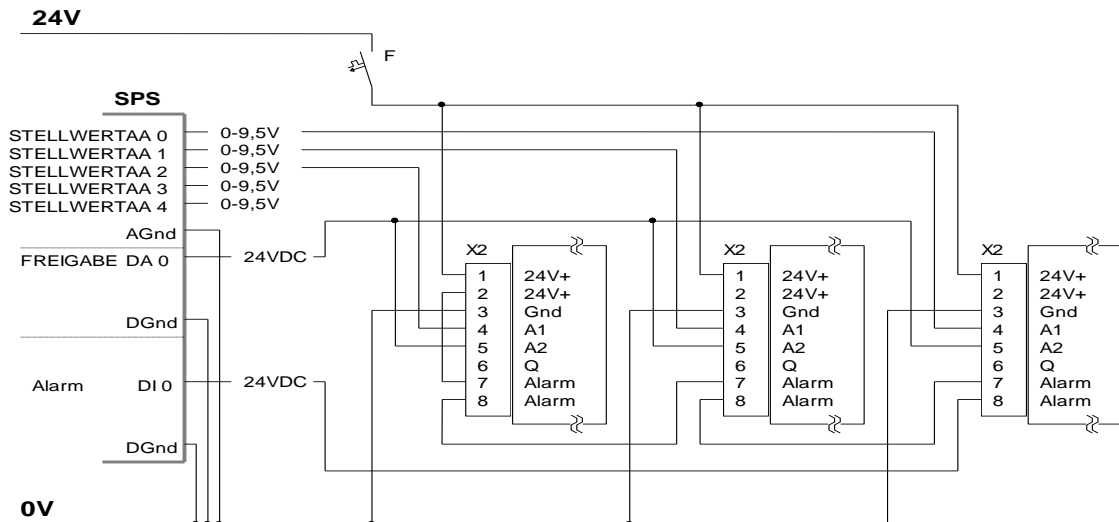 24V
F
SPS
STELLWERTAA 0 0-9,5V
STELLWERTAA 1 0-9,5V
STELLWERTAA 2 0-9,5V
STELLWERTAA 3 0-9,5V
STELLWERTAA 4 0-9,5V
AGnd
FREIGABE DA 0 24VDC
DGnd
Alarm DI 0 24VDC
DGnd
0V
X2
1 24V+
2 24V+
3 Gnd
4 A1
5 A2
6 Q
7 Alarm
8 Alarm
X2
1 24V+
2 24V+
3 Gnd
4 A1
5 A2
6 Q
7 Alarm
8 Alarm
X2
1 24V+
2 24V+
3 Gnd
4 A1
5 A2
6 Q
7 Alarm
8 Alarm